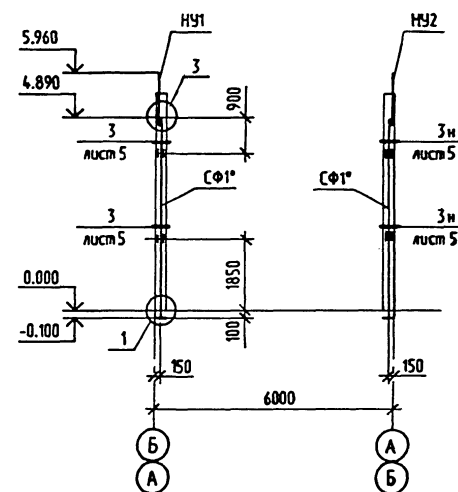 НУ1
НУ2
5.960
3
4.890
900
3
лист 5
3н
лист 5
СФ1*
СФ1*
3
лист 5
3н
лист 5
1850
0.000
-0.100
100
1
150
150
6000
Б
А
А
Б